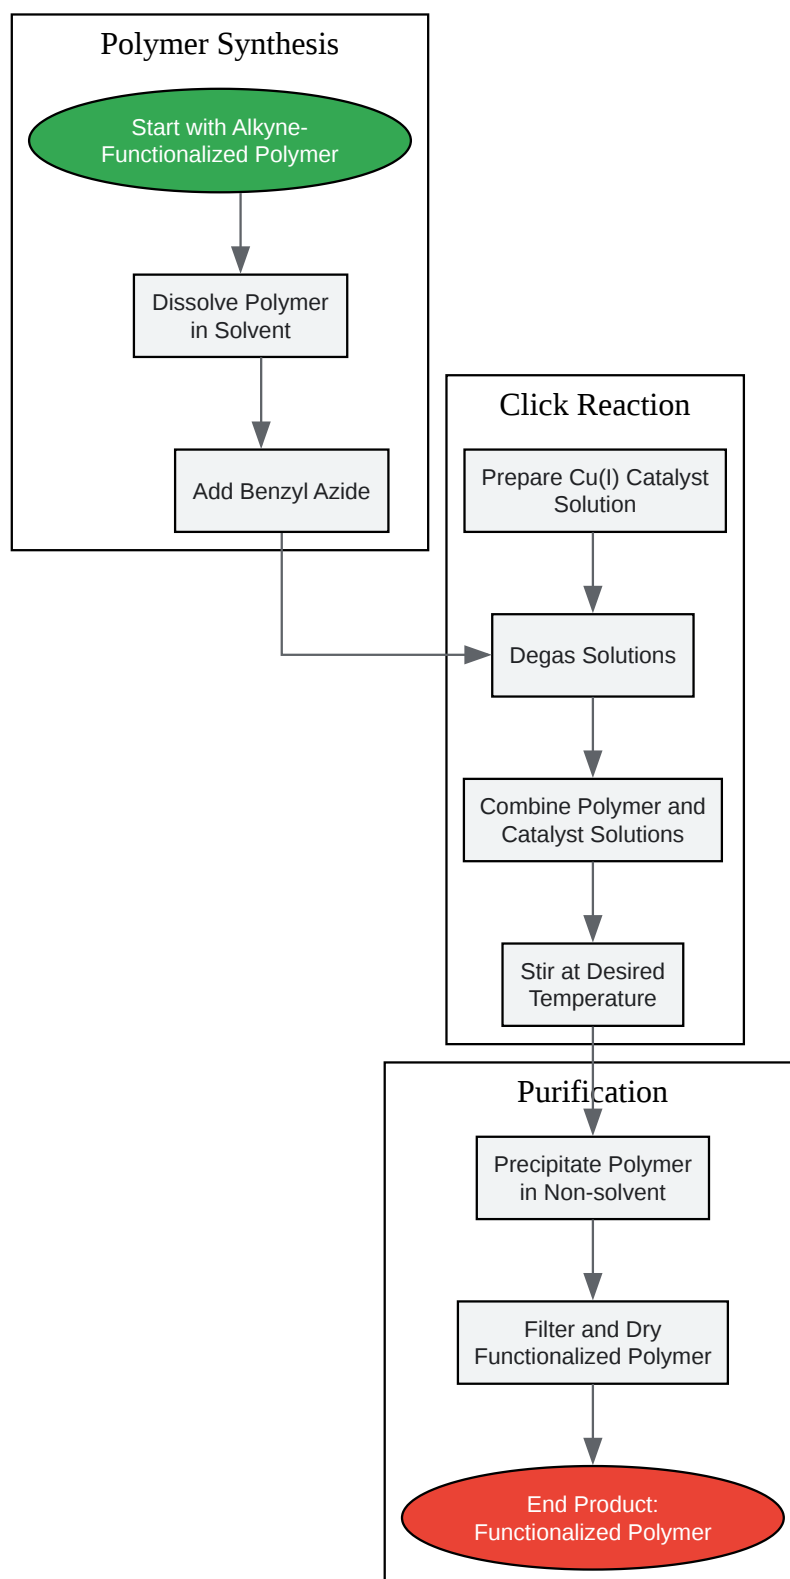 Polymer Synthesis
Start with Alkyne-
Functionalized Polymer
Dissolve Polymer
in Solvent
Add Benzyl Azide
Click Reaction
Prepare Cu(I) Catalyst
Solution
Degas Solutions
Combine Polymer and
Catalyst Solutions
Stir at Desired
Temperature
Purification
Precipitate Polymer
in Non-solvent
Filter and Dry
Functionalized Polymer
End Product:
Functionalized Polymer